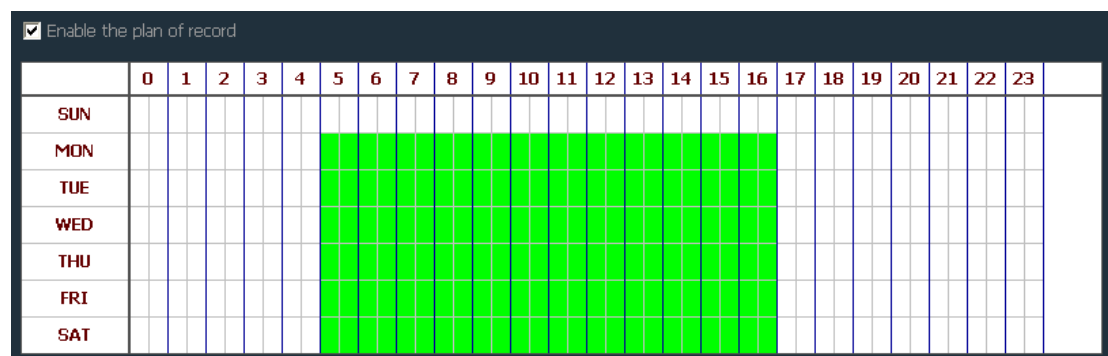 Enable the plan of record
0 1 2 3 4 5 6 7 8 9 10 11 12 13 14 15 16 17 18 19 20 21 22 23
SUN
MON
TUE
WED
THU
FRI
SAT